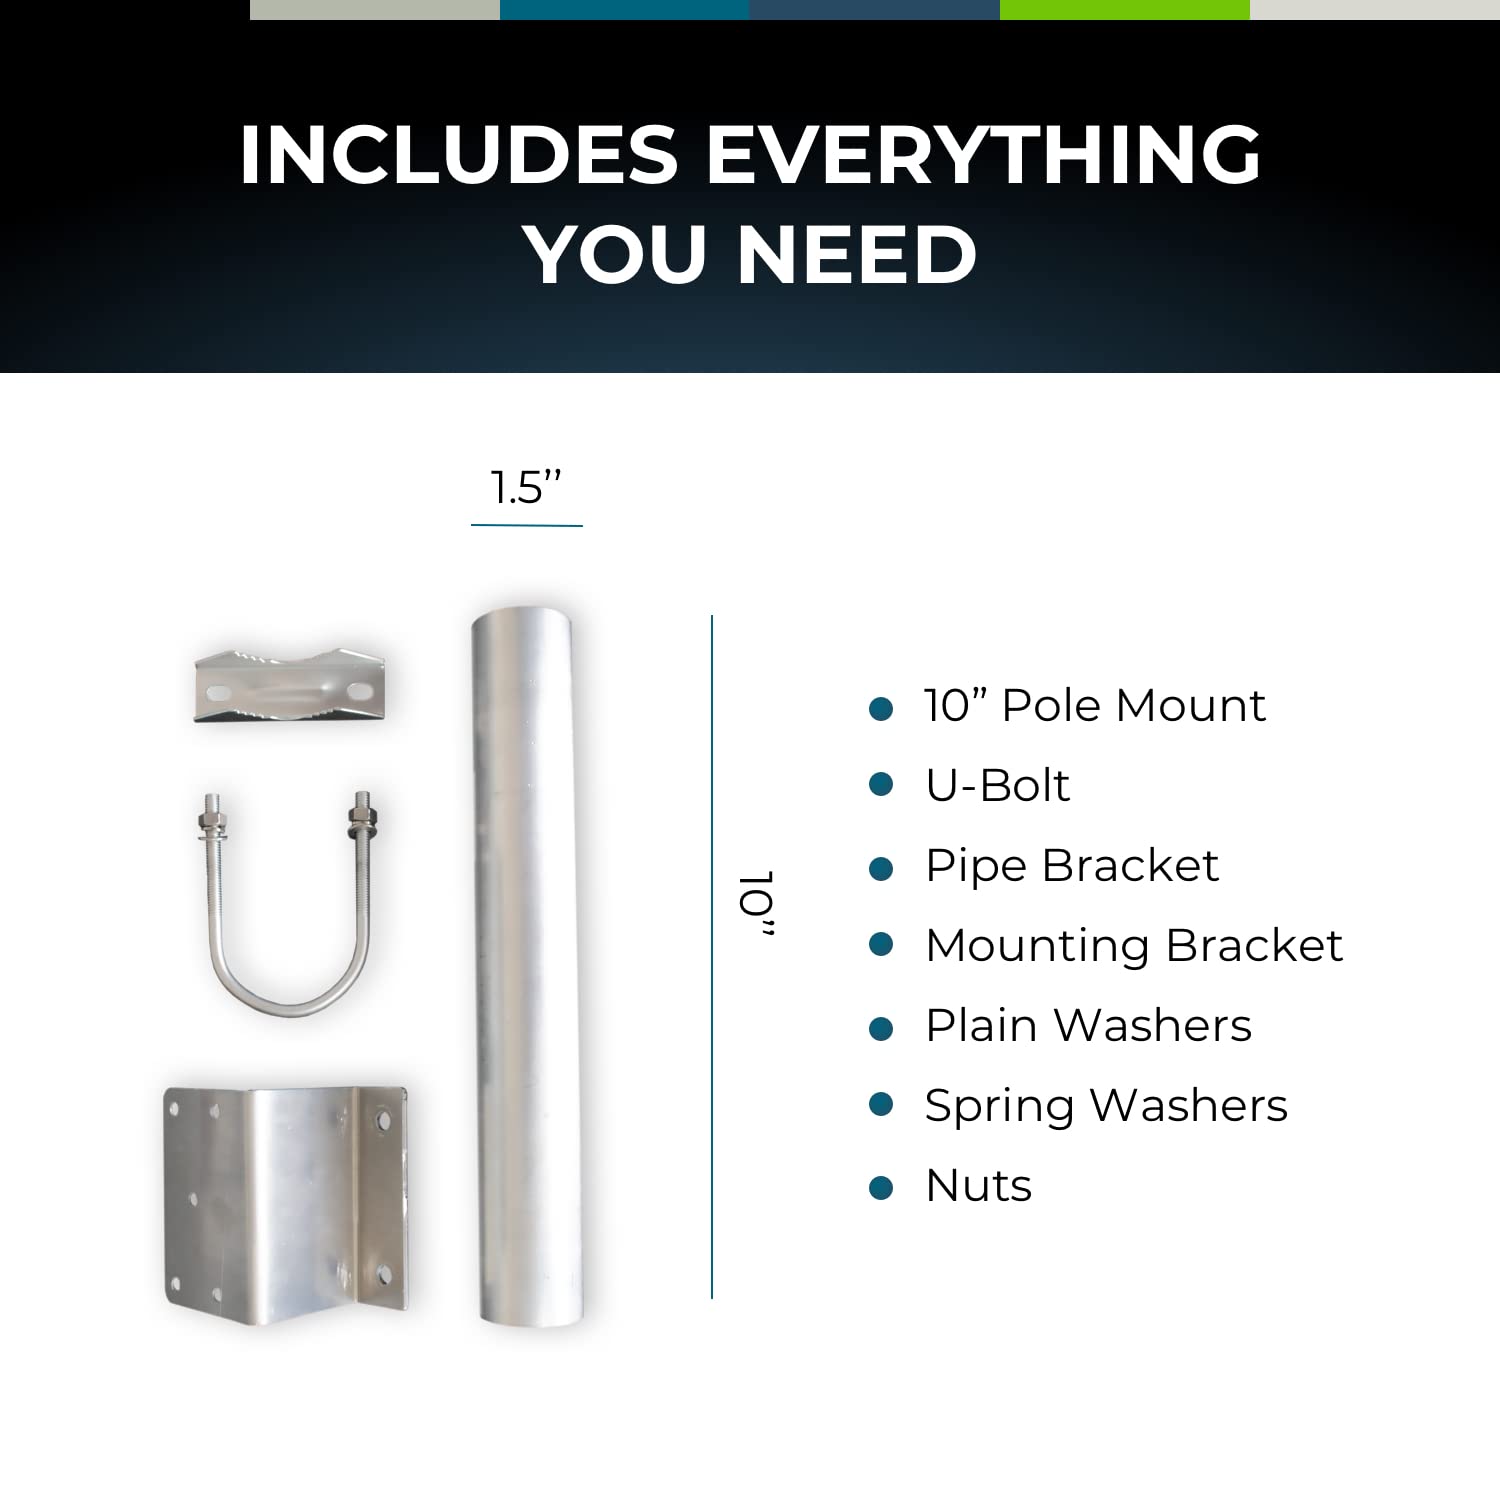 INCLUDES EVERYTHING
YOU NEED
1.5’’
10’’
10” Pole Mount
U-Bolt
Pipe Bracket
Mounting Bracket
Plain Washers
Spring Washers
Nuts